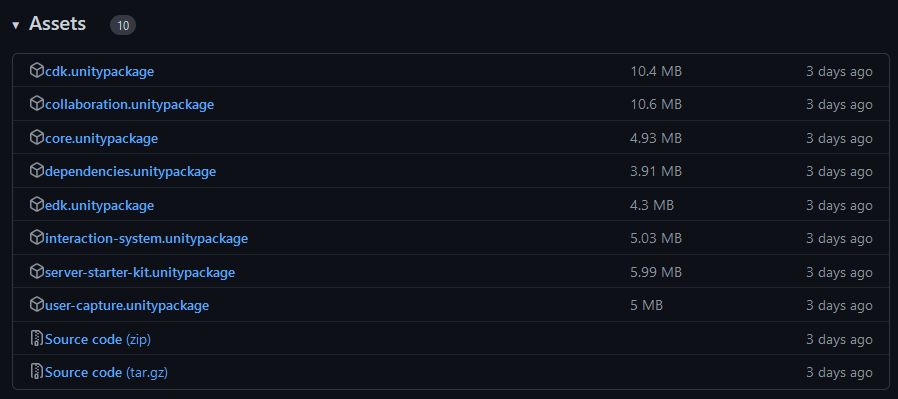 Assets 10
cdk.unitypackage 10.4 MB 3 days ago
collaboration.unitypackage 10.6 MB 3 days ago
core.unitypackage 4.93 MB 3 days ago
dependencies.unitypackage 3.91 MB 3 days ago
edk.unitypackage 4.3 MB 3 days ago
interaction-system.unitypackage 5.03 MB 3 days ago
server-starter-kit.unitypackage 5.99 MB 3 days ago
user-capture.unitypackage 5 MB 3 days ago
Source code (zip) 3 days ago
Source code (tar.gz) 3 days ago